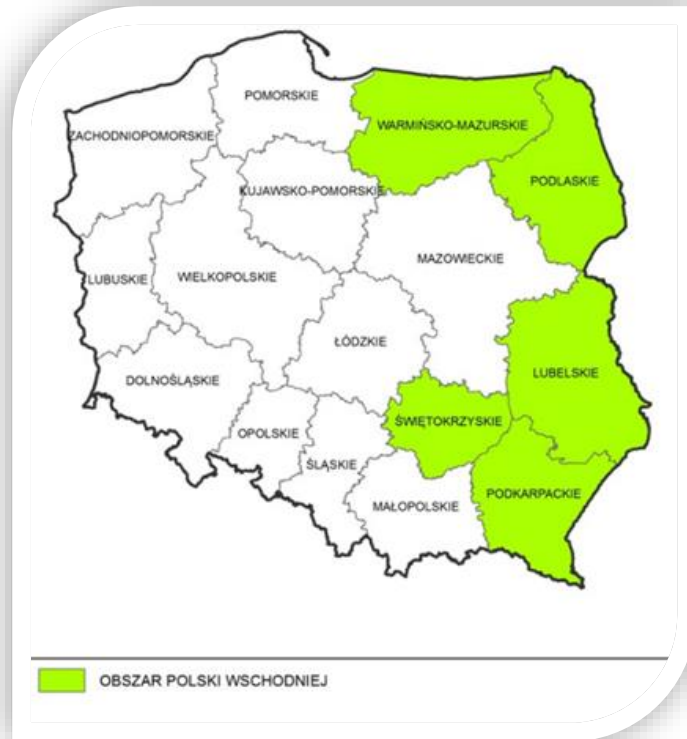 POMORSKIE
ZACHODNIOPOMORSKIE
WARMIŃSKO-MAZURSKIE
PODLASKIE
KUJAWSKO-POMORSKIE
MAZOWIECKIE
LUBUSKIE
WIELKOPOLSKIE
ŁÓDZKIE
LUBELSKIE
DOLNOŚLĄSKIE
ŚWIĘTOKRZYSKIE
OPOLSKIE
ŚLĄSKIE
PODKARPACKIE
MAŁOPOLSKIE
OBSZAR POLSKI WSCHODNIEJ